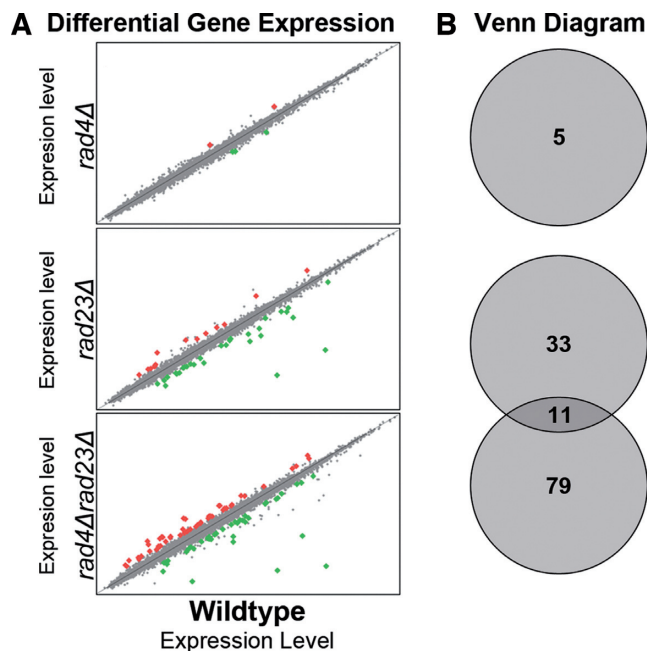 A Differential Gene Expression
B Venn Diagram
Expresion level
rad4Δ
5
Expresion level
rad23Δ
33
11
Expresion level
rad4Δrad23Δ
79
Wildtype
Expression Level